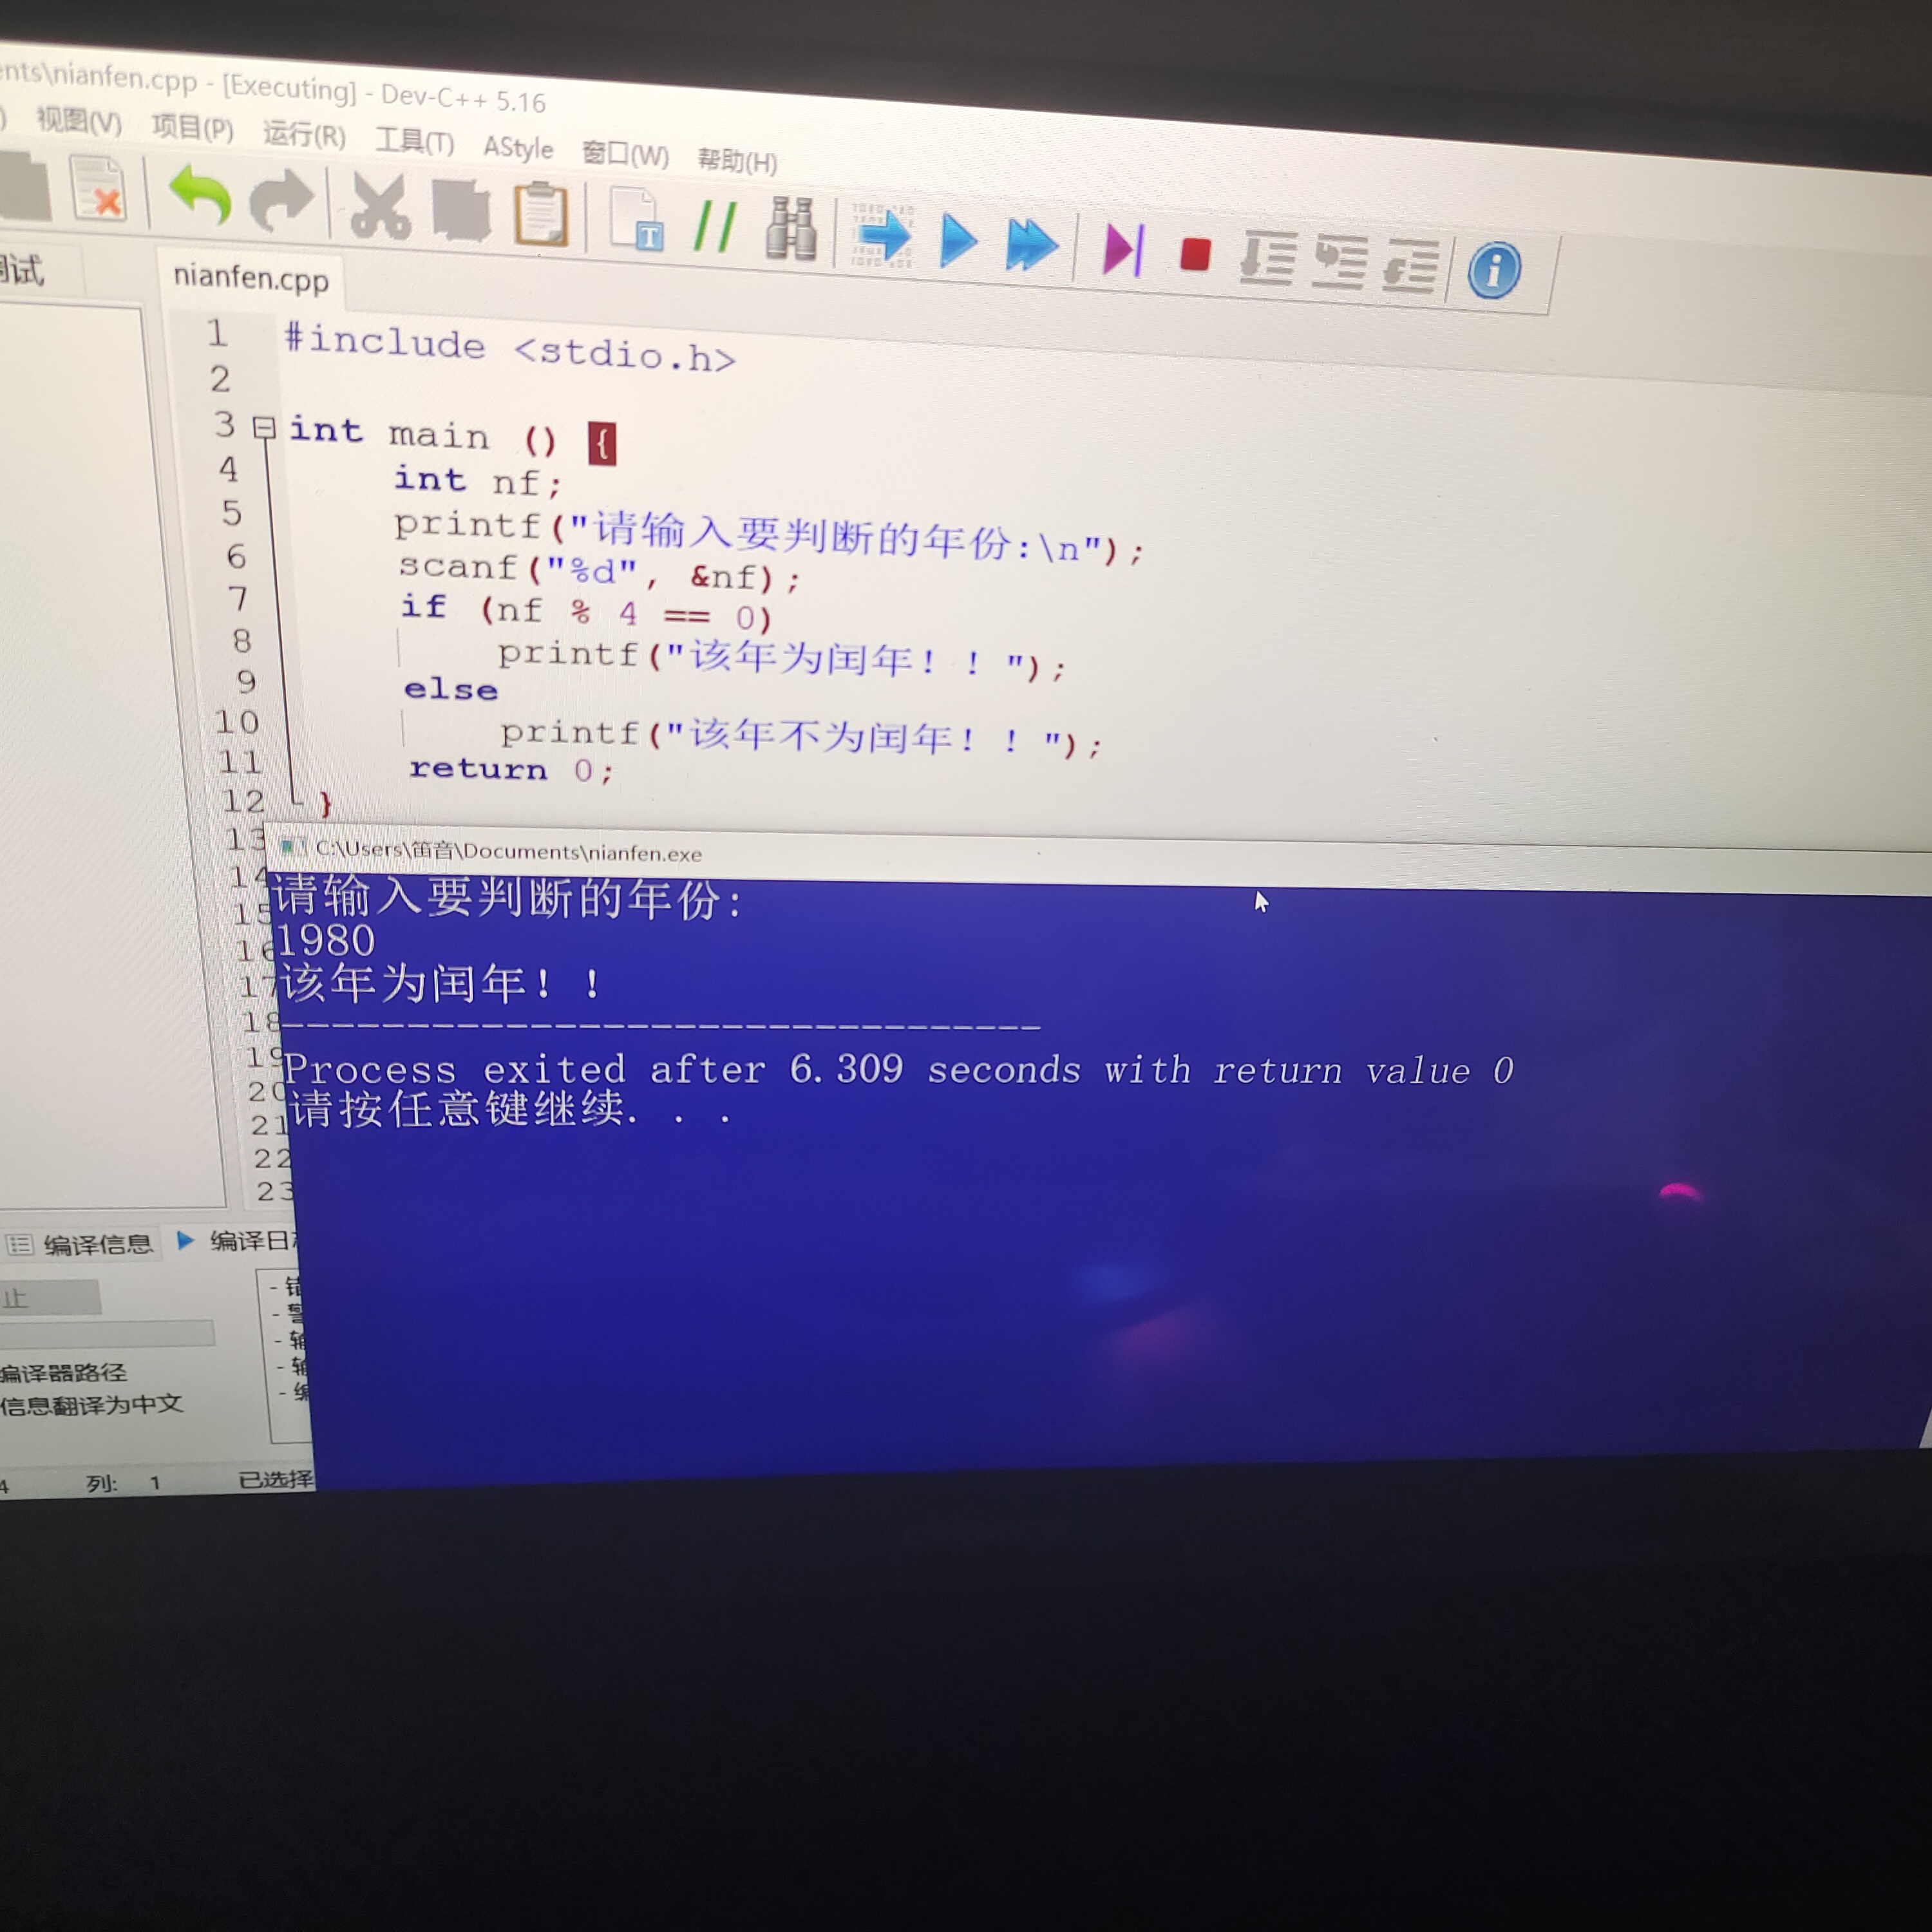 nts\nianfen.cpp - [Executing] - Dev-C++ 5.16
) 视图(V) 项目(P) 运行(R) 工具(T) AStyle 窗口(W) 帮助(H)
调试
nianfen.cpp
1 #include <stdio.h>
2
3 int main () {
4 int nf;
5 printf("请输入要判断的年份:\n");
6 scanf("%d", &nf);
7 if (nf % 4 == 0)
8 printf("该年为闰年！！");
9 else
10 printf("该年不为闰年！！");
11 return 0;
12 }
13
C:\Users\笛音\Documents\nianfen.exe
14
请输入要判断的年份:
15
16
1980
17
该年为闰年！！
18
--------------------------------
19
Process exited after 6.309 seconds with return value 0
20
请按任意键继续. . .
21
22
23
编译信息 编译日
止
- 错
- 警
- 输
- 输
- 编
编译器路径
信息翻译为中文
4 列: 1 已选择